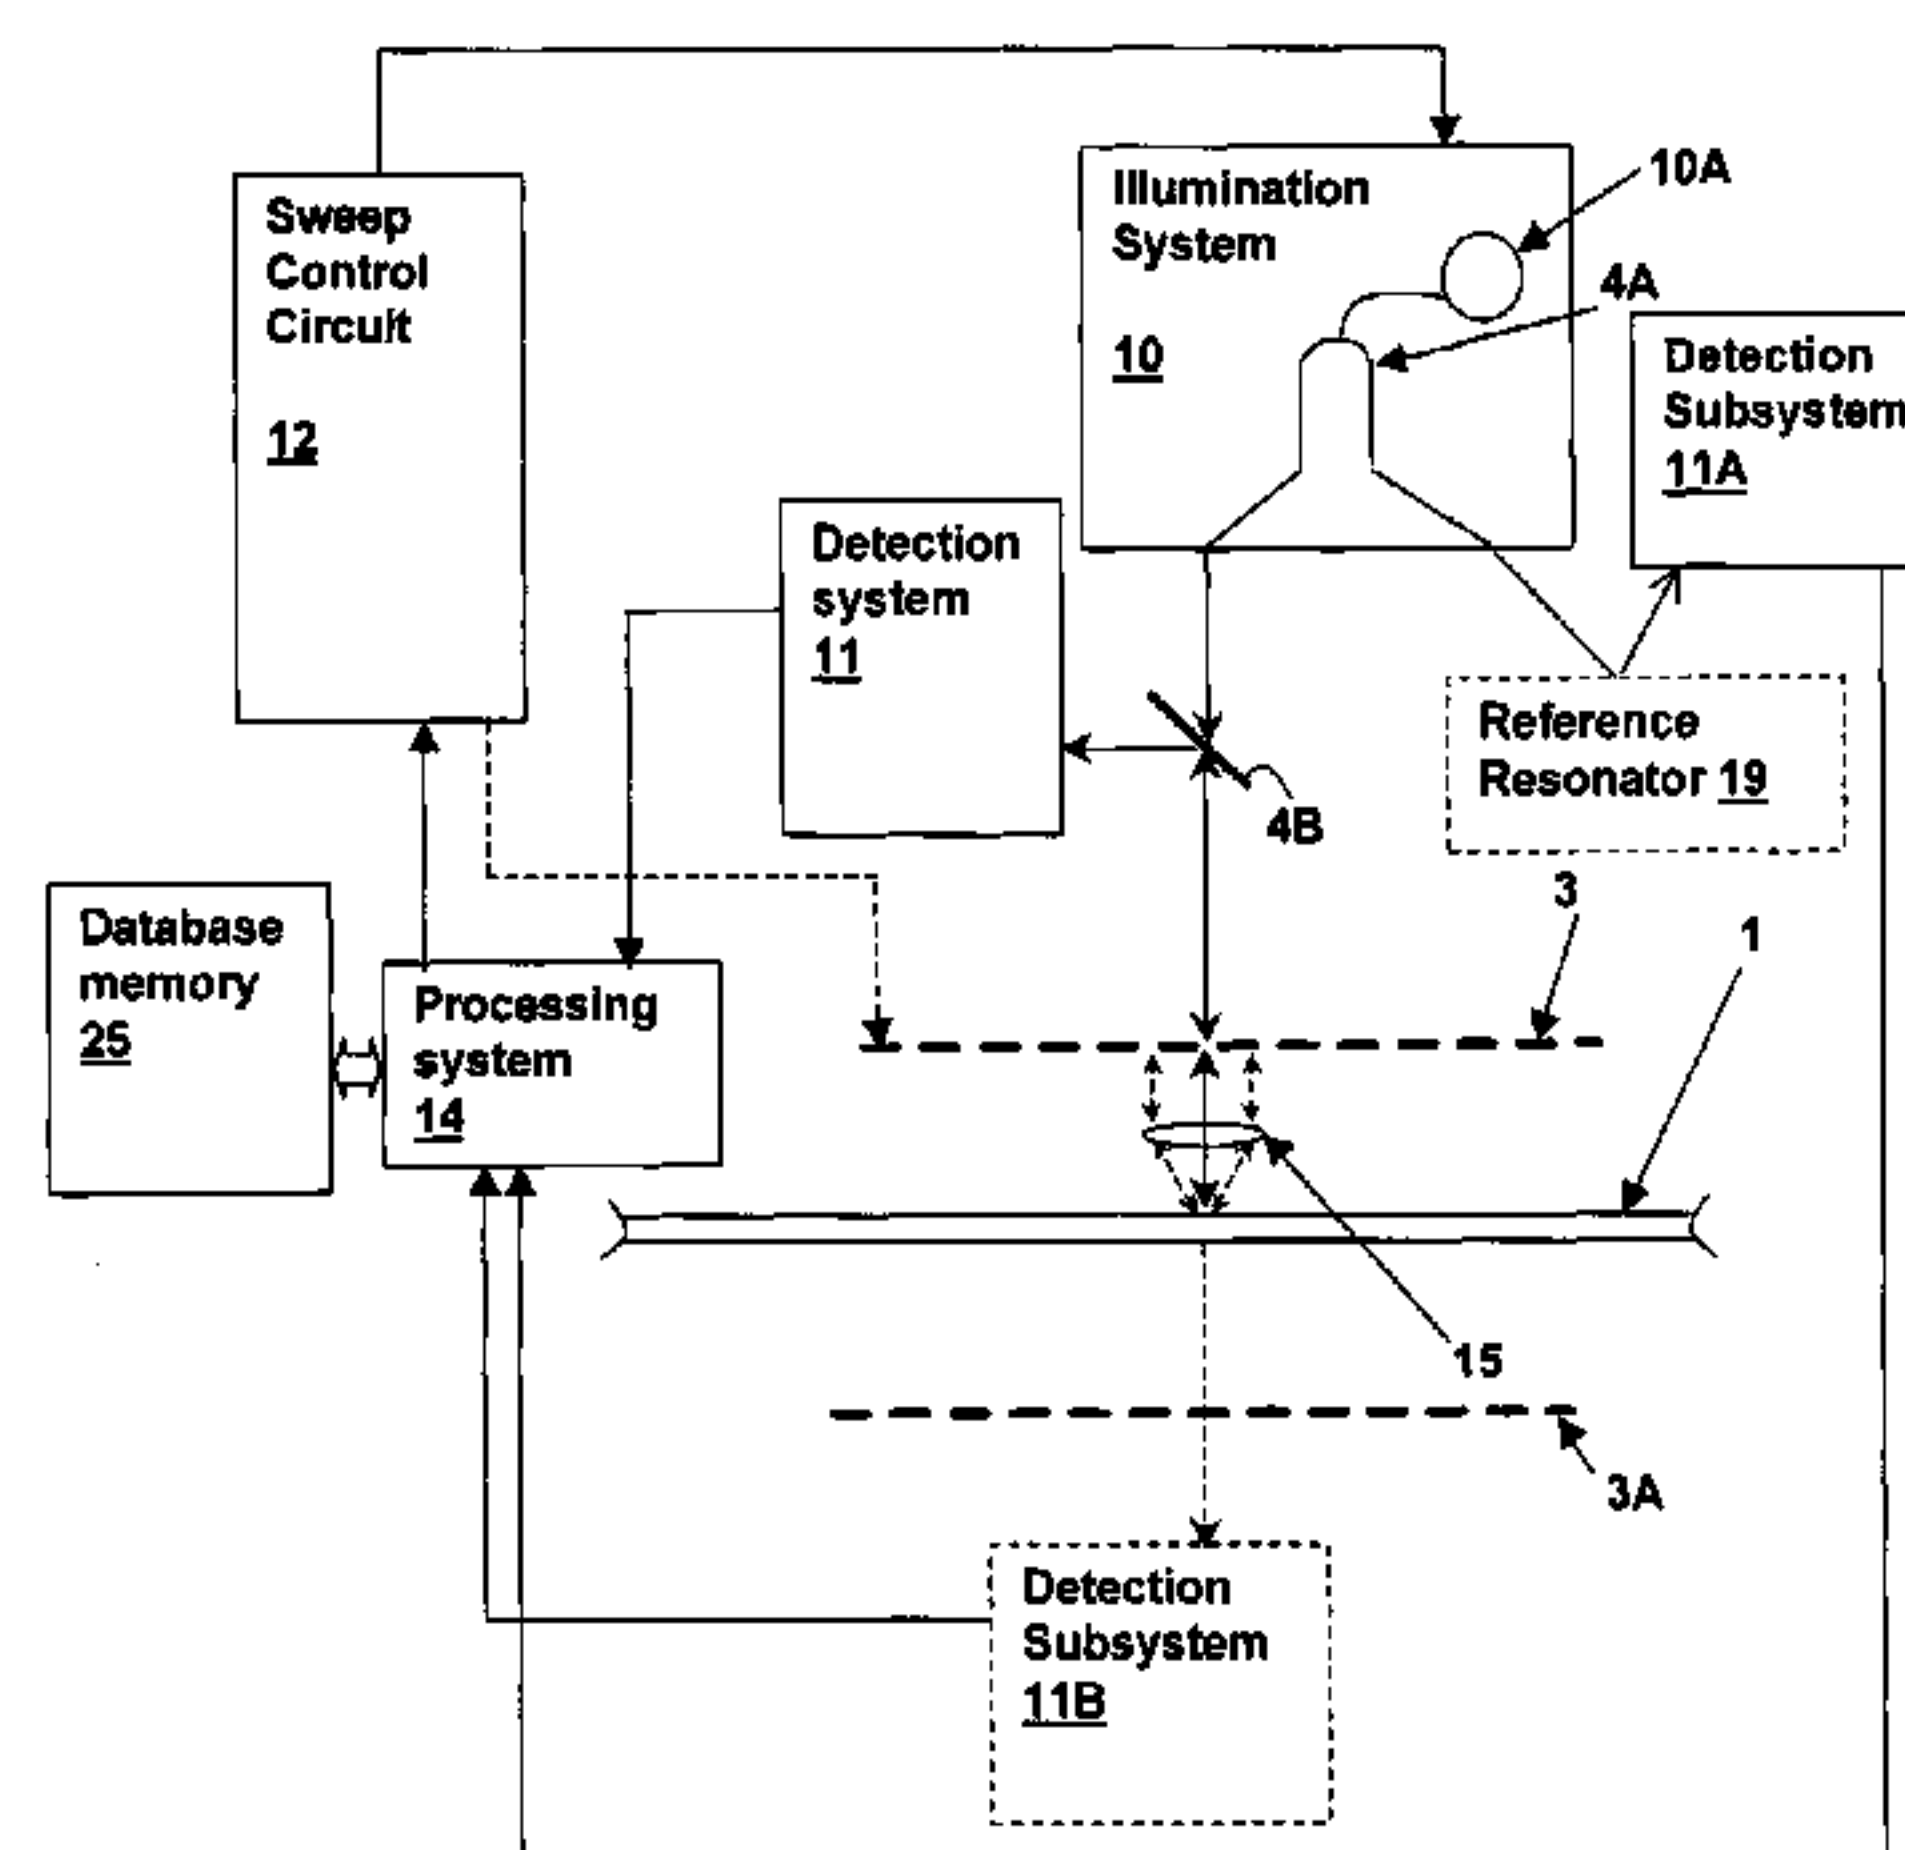 Sweep
Control
Circuit
12
Illumination
System
10
10A
4A
Detection
Subsystem
11A
Detection
system
11
4B
Reference
Resonator 19
3
1
Database
memory
25
Processing
system
14
15
3A
Detection
Subsystem
11B